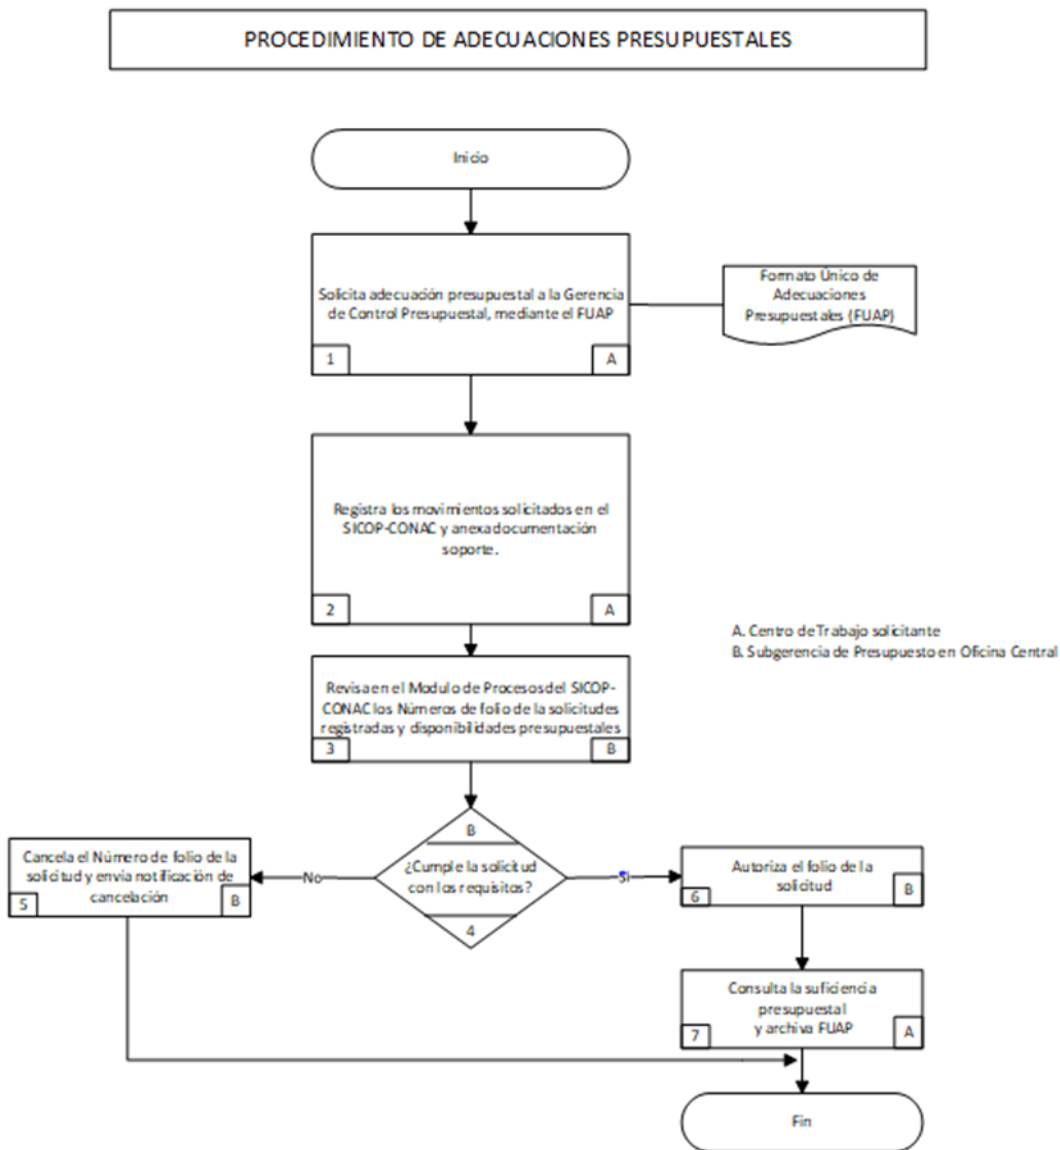 PROCEDIMIENTO DE ADECUACIONES PRESUPUESTALES
Inicio
Solicita adecuación presupuestal a la Gerencia
de Control Presupuestal, mediante el FUAP
1
A
Formato Único de
Adecuaciones
Presupuestales (FUAP)
Registra los movimientos solicitados en el
SICOP-CONAC y anexa documentación
soporte.
2
A
A. Centro de Trabajo solicitante
B. Subgerencia de Presupuesto en Oficina Central
Revisa en el Modulo de Procesos del SICOP-
CONAC los Números de folio de la solicitudes
registradas y disponibilidades presupuestales
3
B
B
¿Cumple la solicitud
con los requisitos?
4
No
Si
Cancela el Número de folio de la
solicitud y envía notificación de
cancelación
5
B
Autoriza el folio de la
solicitud
6
B
Consulta la suficiencia
presupuestal
y archiva FUAP
7
A
Fin